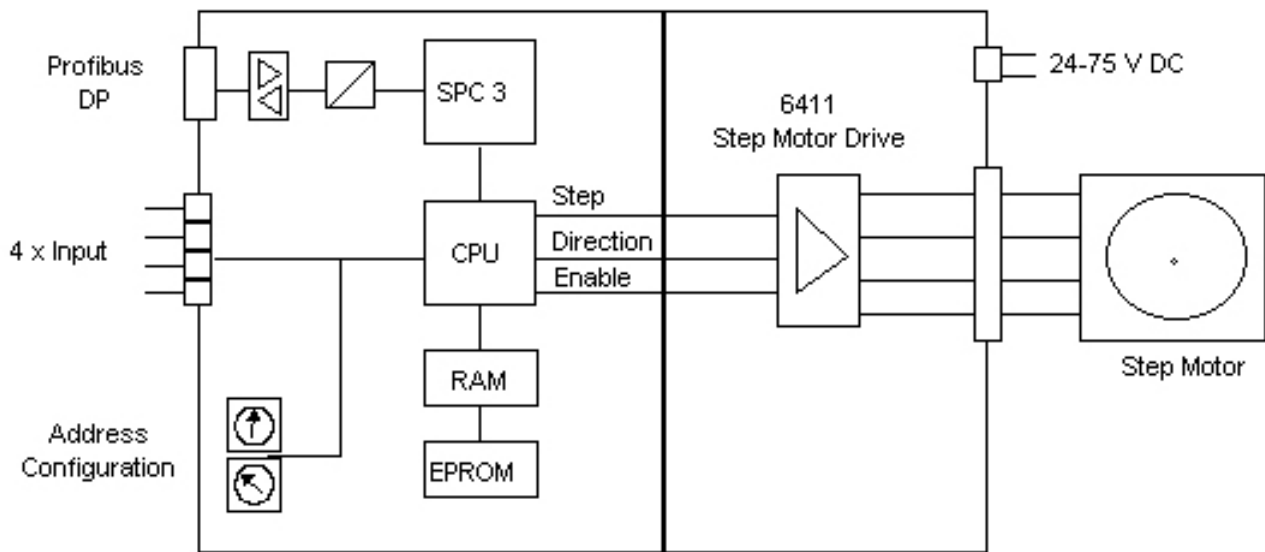 Profibus
DP
SPC 3
24-75 V DC
6411
Step Motor Drive
4 x Input
CPU
Step
Direction
Enable
Step Motor
RAM
EPROM
Address
Configuration